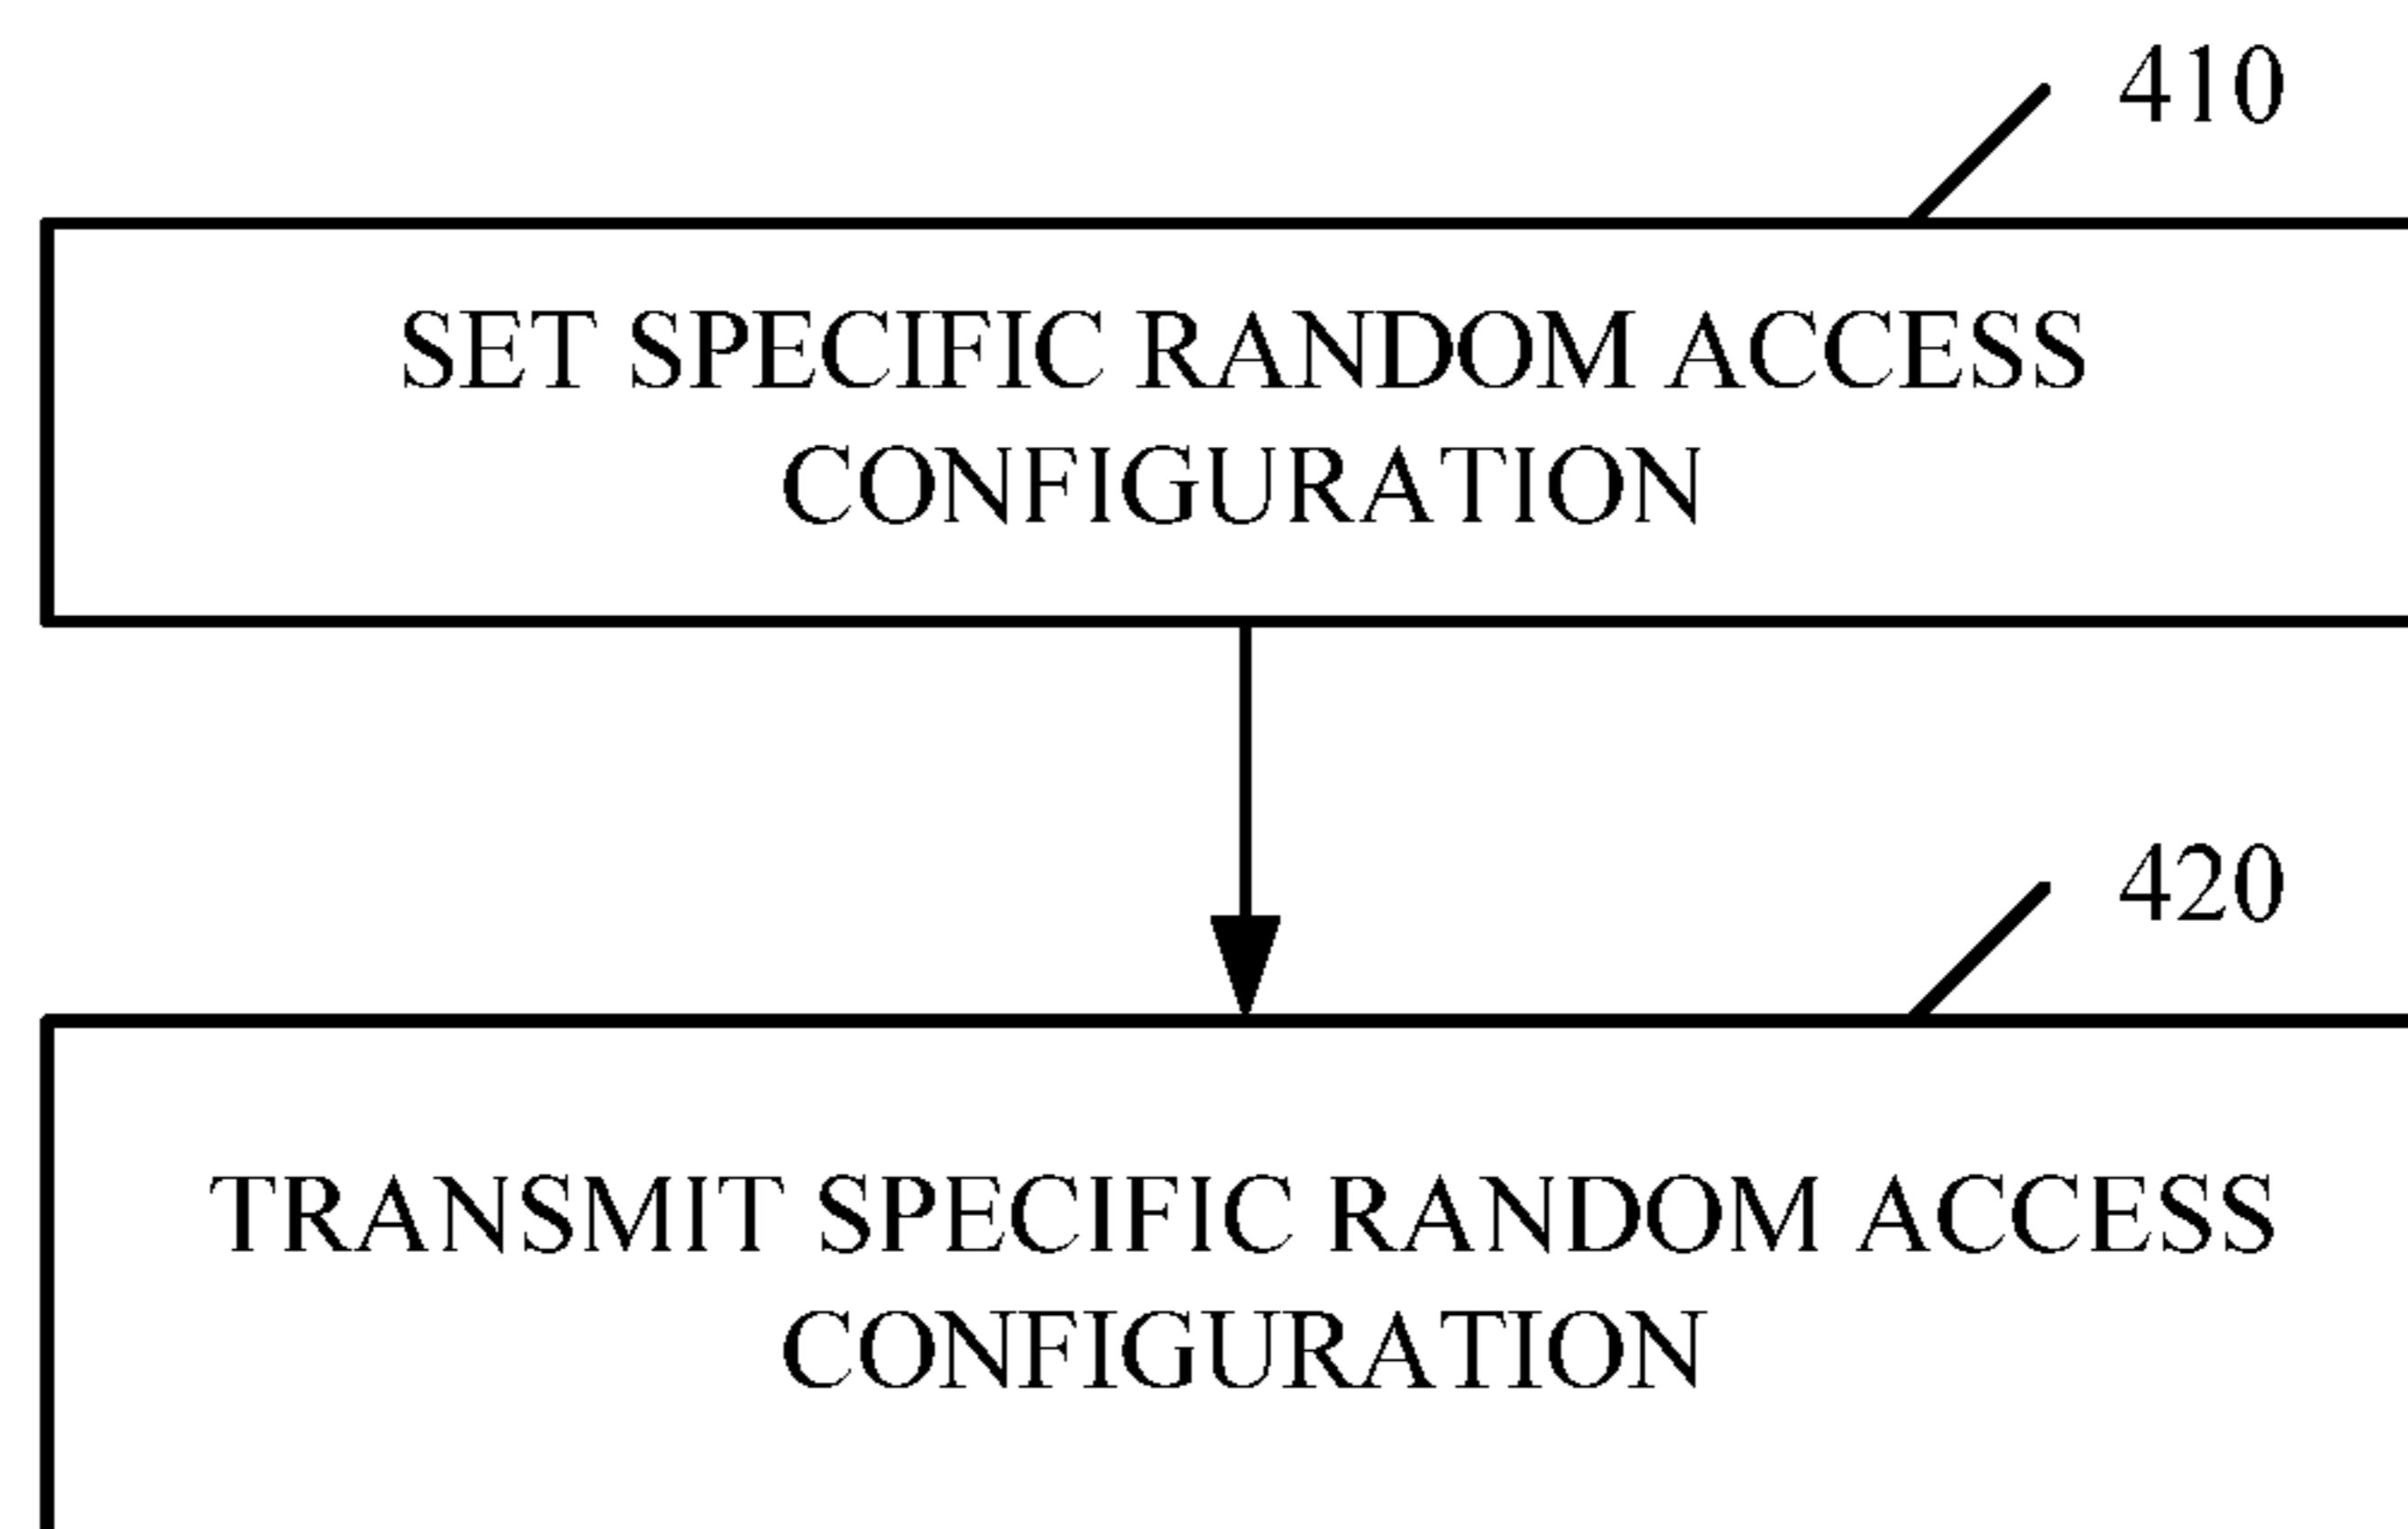 410
SET SPECIFIC RANDOM ACCESS
CONFIGURATION
420
TRANSMIT SPECIFIC RANDOM ACCESS
CONFIGURATION